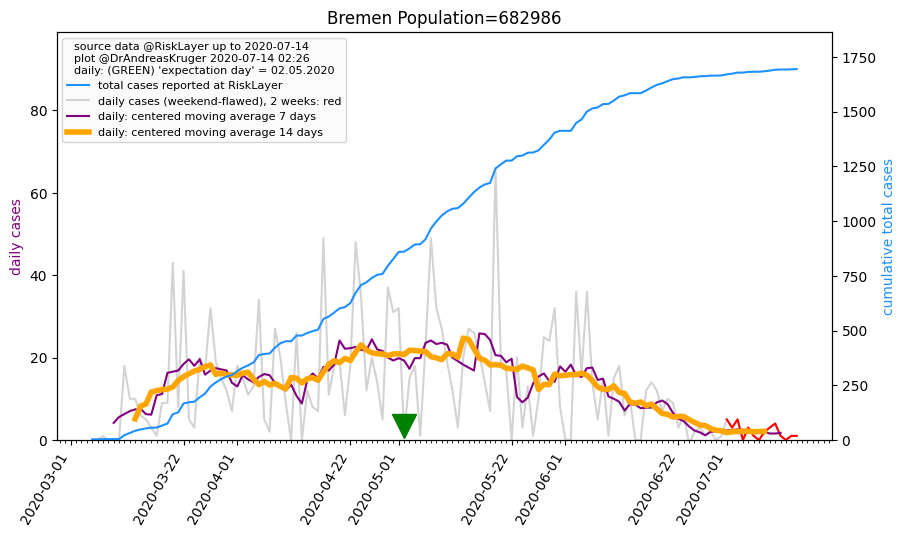 Bremen Population=682986
source data @RiskLayer up to 2020-07-14
plot @DrAndreasKruger 2020-07-14 02:26
daily: (GREEN) 'expectation day' = 02.05.2020
total cases reported at RiskLayer
daily cases (weekend-flawed), 2 weeks: red
daily: centered moving average 7 days
daily: centered moving average 14 days
daily cases
80
60
40
20
0
1750
1500
1250
1000
750
500
250
0
cumulative total cases
2020-03-01
2020-03-22
2020-04-01
2020-04-22
2020-05-01
2020-05-22
2020-06-01
2020-06-22
2020-07-01